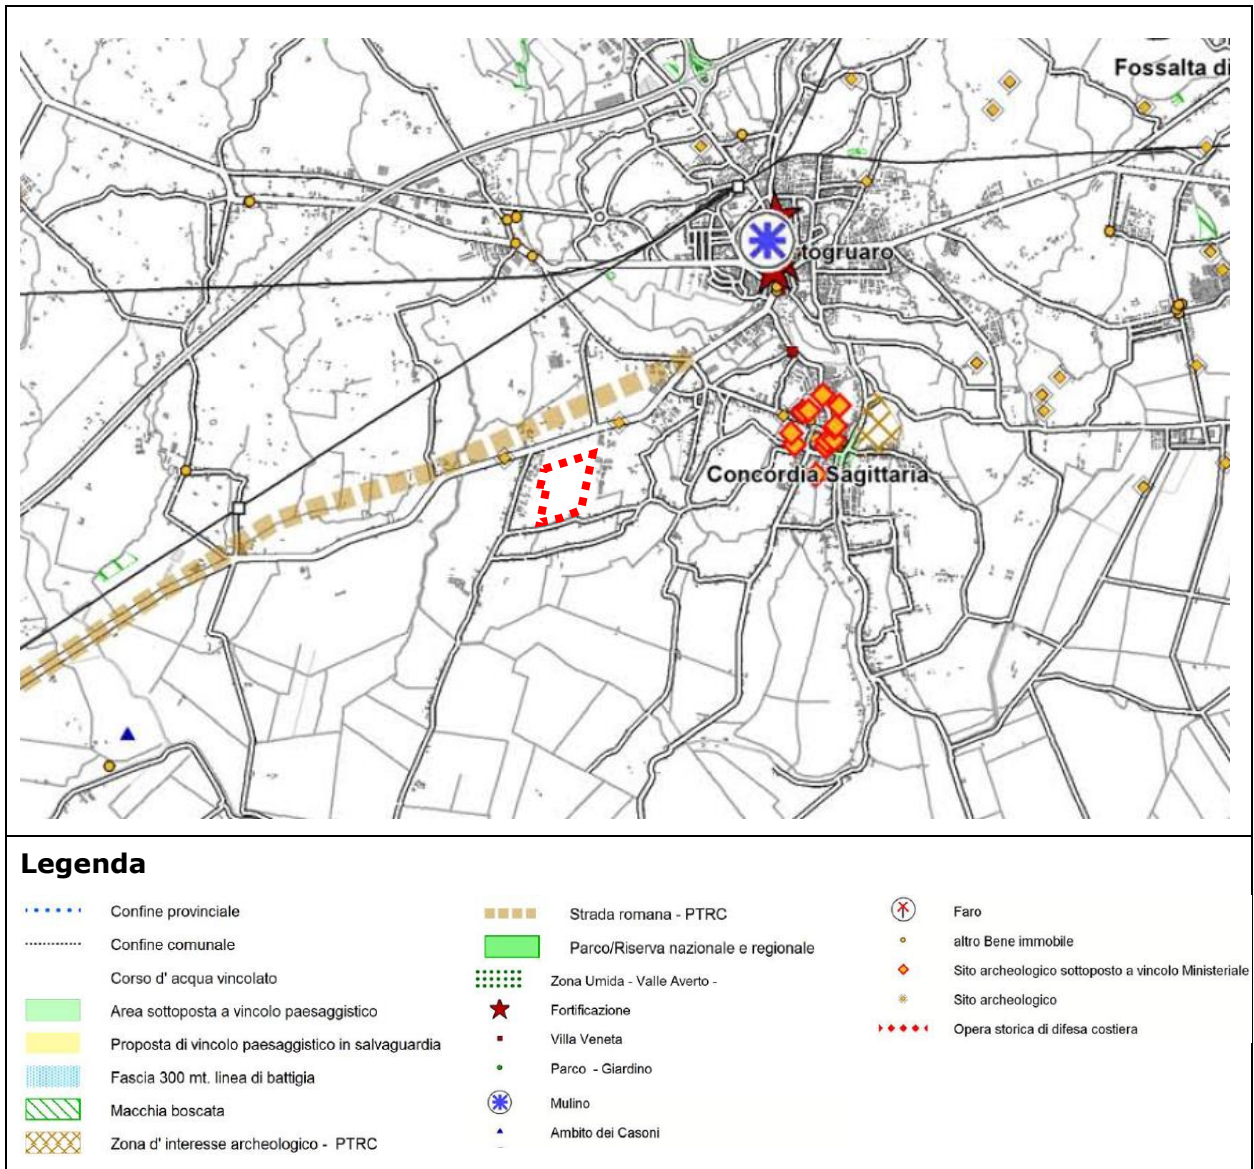 Fossalta di
togruaro
Concordia Sagittaria
Legenda
Confine provinciale
Confine comunale
Corso d' acqua vincolato
Area sottoposta a vincolo paesaggistico
Proposta di vincolo paesaggistico in salvaguardia
Fascia 300 mt. linea di battigia
Macchia boscata
Zona d' interesse archeologico - PTRC
Strada romana - PTRC
Parco/Riserva nazionale e regionale
Zona Umida - Valle Averto -
Fortificazione
Villa Veneta
Parco - Giardino
Mulino
Ambito dei Casoni
Faro
altro Bene immobile
Sito archeologico sottoposto a vincolo Ministeriale
Sito archeologico
Opera storica di difesa costiera